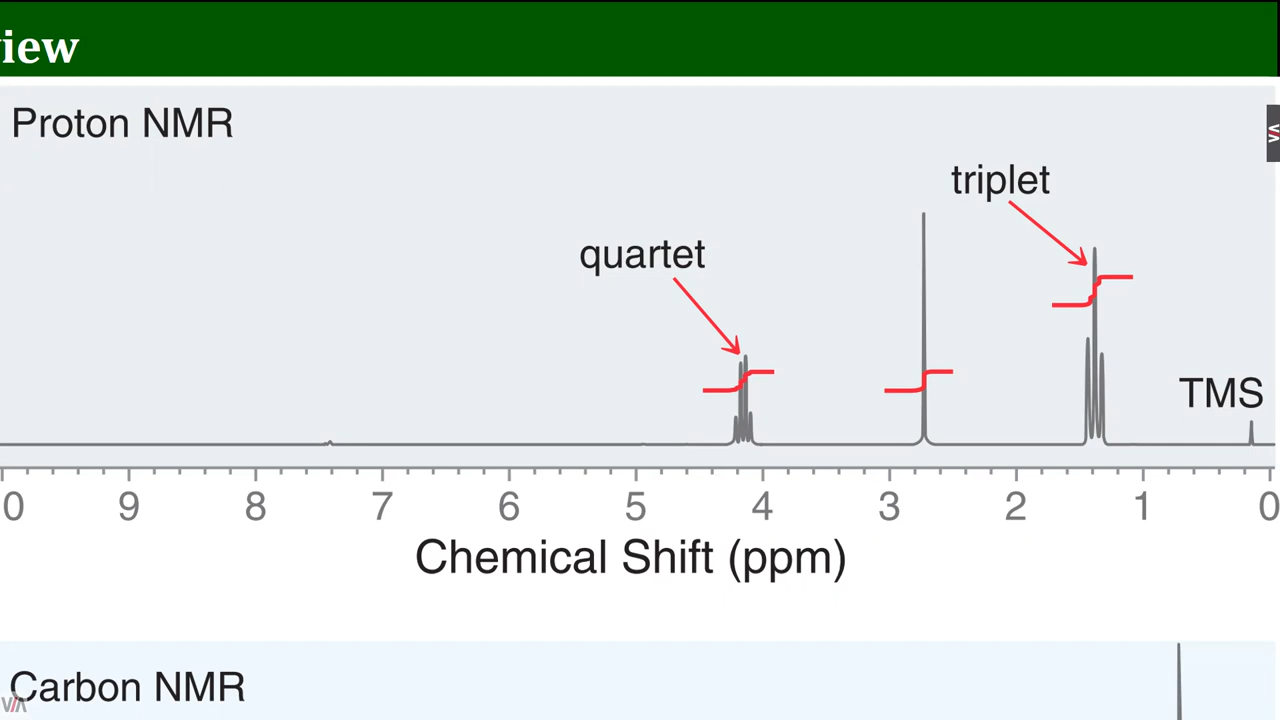 iew
Proton NMR
triplet
quartet
TMS
0 9 8 7 6 5 4 3 2 1 0
Chemical Shift (ppm)
Carbon NMR
VIA